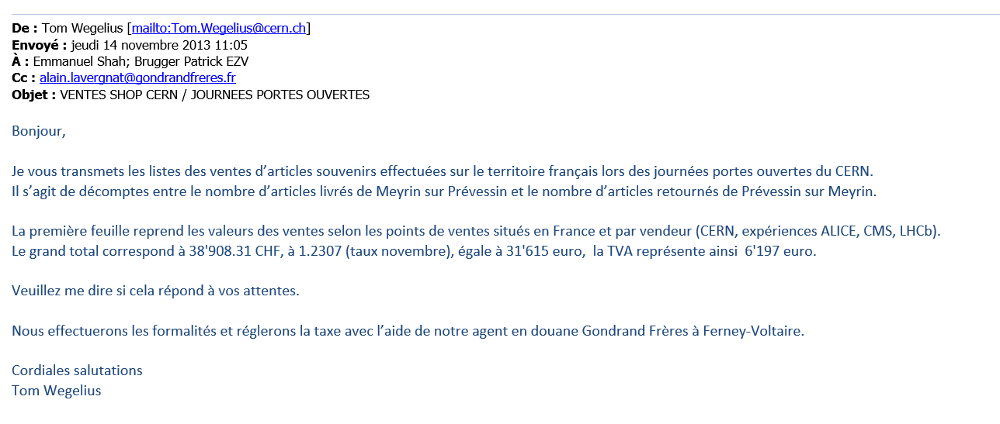 De : Tom Wegelius [mailto:Tom.Wegelius@cern.ch]
Envoyé : jeudi 14 novembre 2013 11:05
À : Emmanuel Shah; Brugger Patrick EZV
Cc : alain.lavergnat@gondrandfreres.fr
Objet : VENTES SHOP CERN / JOURNEES PORTES OUVERTES
Bonjour,
Je vous transmets les listes des ventes d’articles souvenirs effectuées sur le territoire français lors des journées portes ouvertes du CERN.
Il s’agit de décomptes entre le nombre d’articles livrés de Meyrin sur Prévessin et le nombre d’articles retournés de Prévessin sur Meyrin.
La première feuille reprend les valeurs des ventes selon les points de ventes situés en France et par vendeur (CERN, expériences ALICE, CMS, LHCb).
Le grand total correspond à 38'908.31 CHF, à 1.2307 (taux novembre), égale à 31'615 euro,  la TVA représente ainsi  6'197 euro.
Veuillez me dire si cela répond à vos attentes.
Nous effectuerons les formalités et réglerons la taxe avec l’aide de notre agent en douane Gondrand Frères à Ferney-Voltaire.
Cordiales salutations
Tom Wegelius